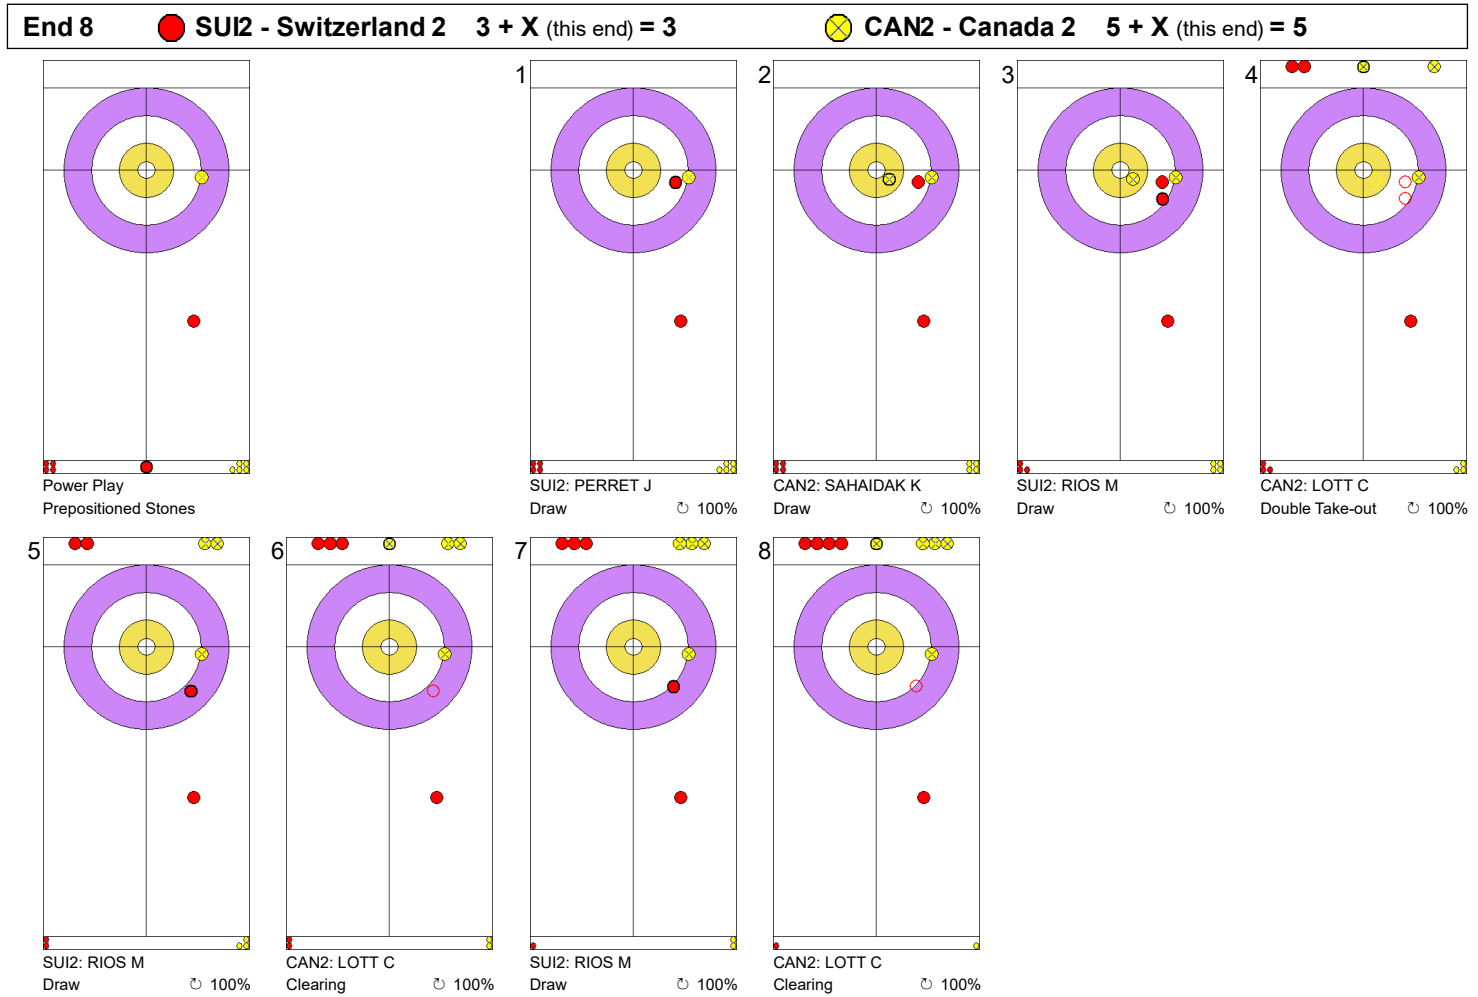 End 8 SUI2 - Switzerland 2 3 + X (this end) = 3 CAN2 - Canada 2 5 + X (this end) = 5
Power Play
Prepositioned Stones
1
SUI2: PERRET J
Draw ↻ 100%
2
CAN2: SAHAIDAK K
Draw ↻ 100%
3
SUI2: RIOS M
Draw ↻ 100%
4
CAN2: LOTT C
Double Take-out ↻ 100%
5
SUI2: RIOS M
Draw ↻ 100%
6
CAN2: LOTT C
Clearing ↻ 100%
7
SUI2: RIOS M
Draw ↻ 100%
8
CAN2: LOTT C
Clearing ↻ 100%